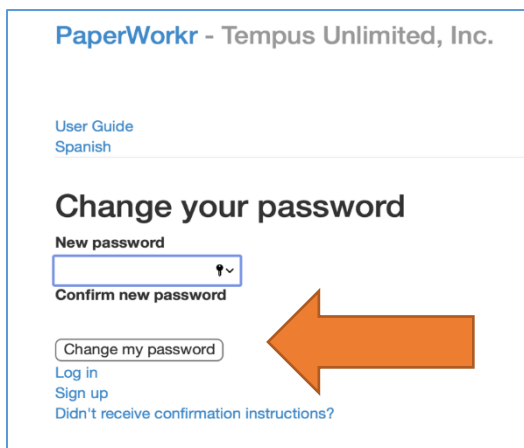 PaperWorkr - Tempus Unlimited, Inc.
User Guide
Spanish
Change your password
New password
Confirm new password
Change my password
Log in
Sign up
Didn't receive confirmation instructions?